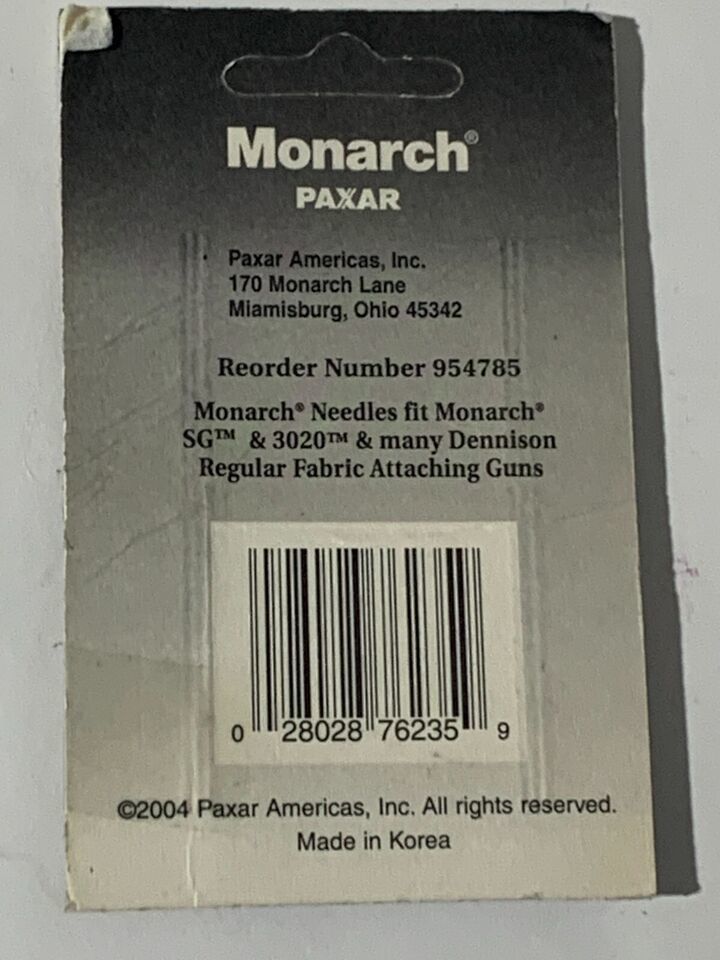 Monarch®
PAXAR
Paxar Americas, Inc.
170 Monarch Lane
Miamisburg, Ohio 45342
Reorder Number 954785
Monarch® Needles fit Monarch®
SG™ & 3020™ & many Dennison
Regular Fabric Attaching Guns
0 28028 76235 9
©2004 Paxar Americas, Inc. All rights reserved.
Made in Korea